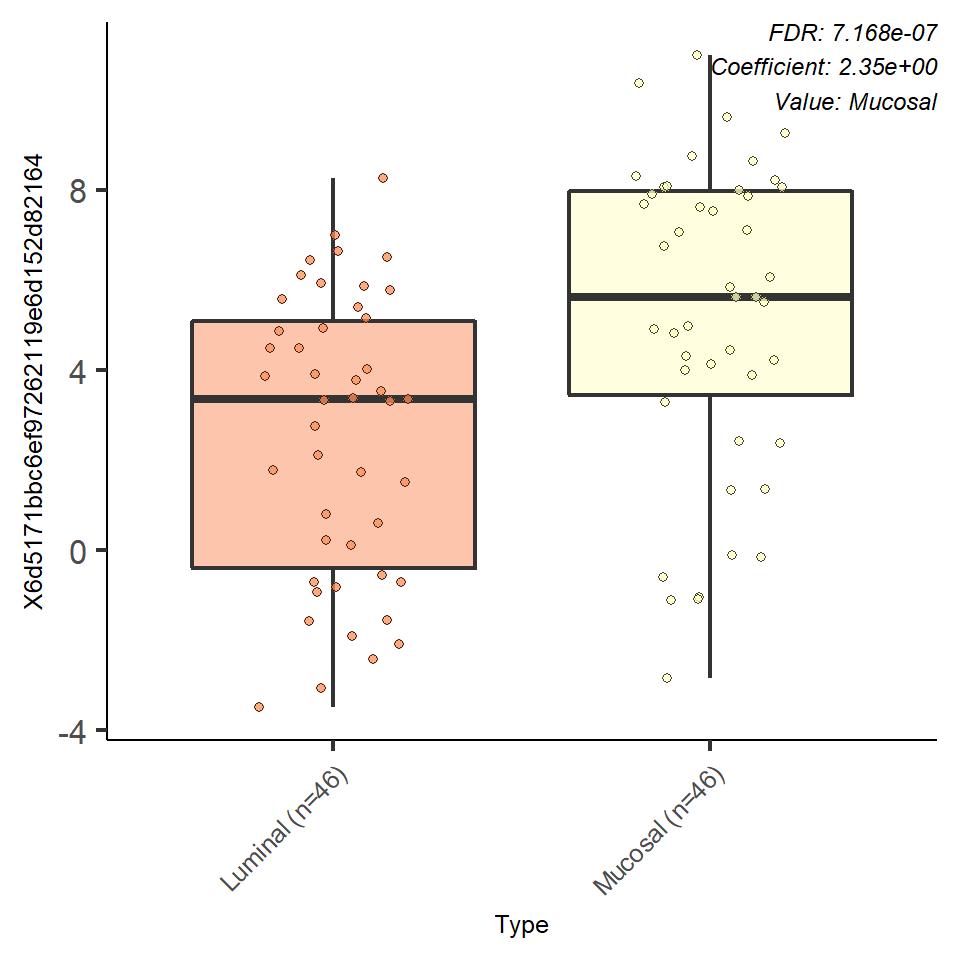 FDR: 7.168e-07
Coefficient: 2.35e+00
Value: Mucosal
X6d5171bbc6ef97262119e6d152d82164
8
4
0
-4
Luminal (n=46)
Mucosal (n=46)
Type